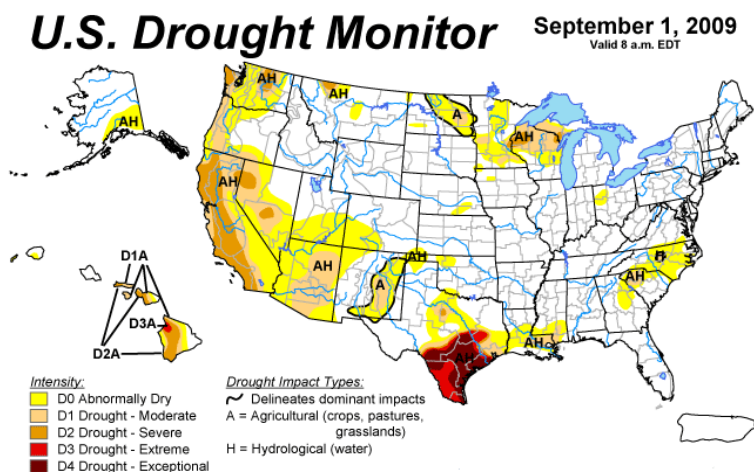 U.S. Drought Monitor
September 1, 2009
Valid 8 a.m. EDT
AH
AH
AH
A
AH
AH
AH
AH
A
AH
H
AH
AH
D1A
D3A
D2A
Intensity:
D0 Abnormally Dry
D1 Drought - Moderate
D2 Drought - Severe
D3 Drought - Extreme
D4 Drought - Exceptional
Drought Impact Types:
Delineates dominant impacts
A = Agricultural (crops, pastures,
grasslands)
H = Hydrological (water)